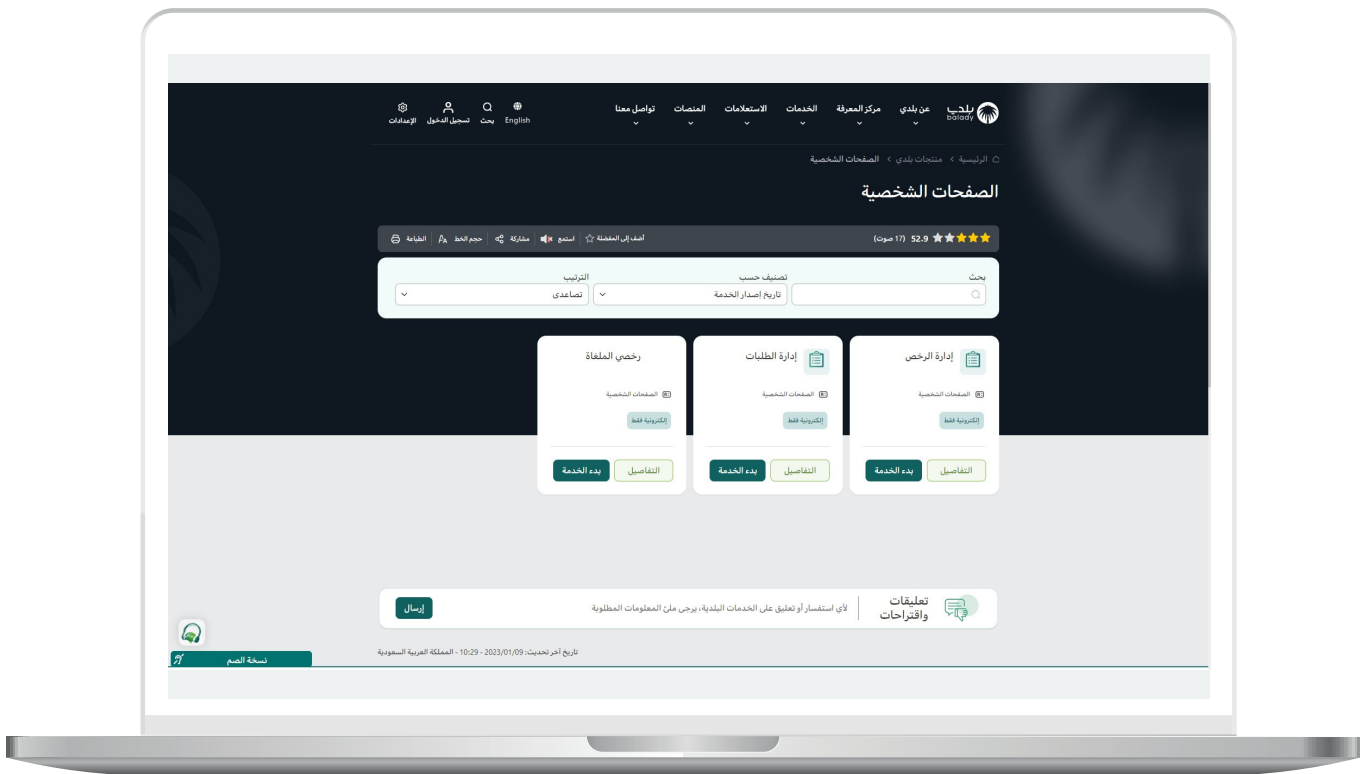 بلدي balady
عن بلدي مركز المعرفة الخدمات الاستعلامات المنصات تواصل معنا English بحث تسجيل الدخول الإعدادات
الرئيسية › منتجات بلدي › الصفحات الشخصية
الصفحات الشخصية
52.9 (17 صوت) أضف إلى المفضلة استمع مشاركة حجم الخط الطباعة
بحث تصنيف حسب الترتيب
تاريخ إصدار الخدمة تصاعدى
إدارة الرخص إدارة الطلبات رخصي الملغاة
الصفحات الشخصية الصفحات الشخصية الصفحات الشخصية
إلكترونية فقط إلكترونية فقط إلكترونية فقط
التفاصيل بدء الخدمة التفاصيل بدء الخدمة التفاصيل بدء الخدمة
تعليقات واقتراحات
لأي استفسار أو تعليق على الخدمات البلدية، يرجى ملئ المعلومات المطلوبة
إرسال
تاريخ آخر تحديث: 2023/01/09 - 10:29 - المملكة العربية السعودية
نسخة الصم